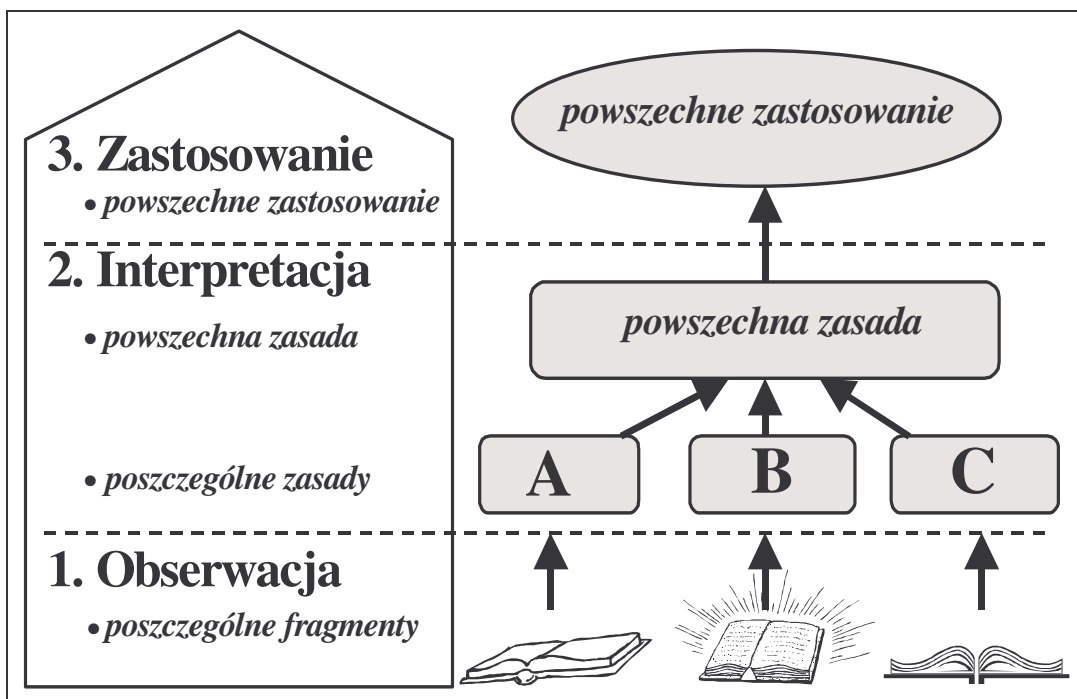 3. Zastosowanie
• powszechne zastosowanie
powszechne zastosowanie
2. Interpretacja
• powszechna zasada
powszechna zasada
• poszczególne zasady
A
B
C
1. Obserwacja
• poszczególne fragmenty